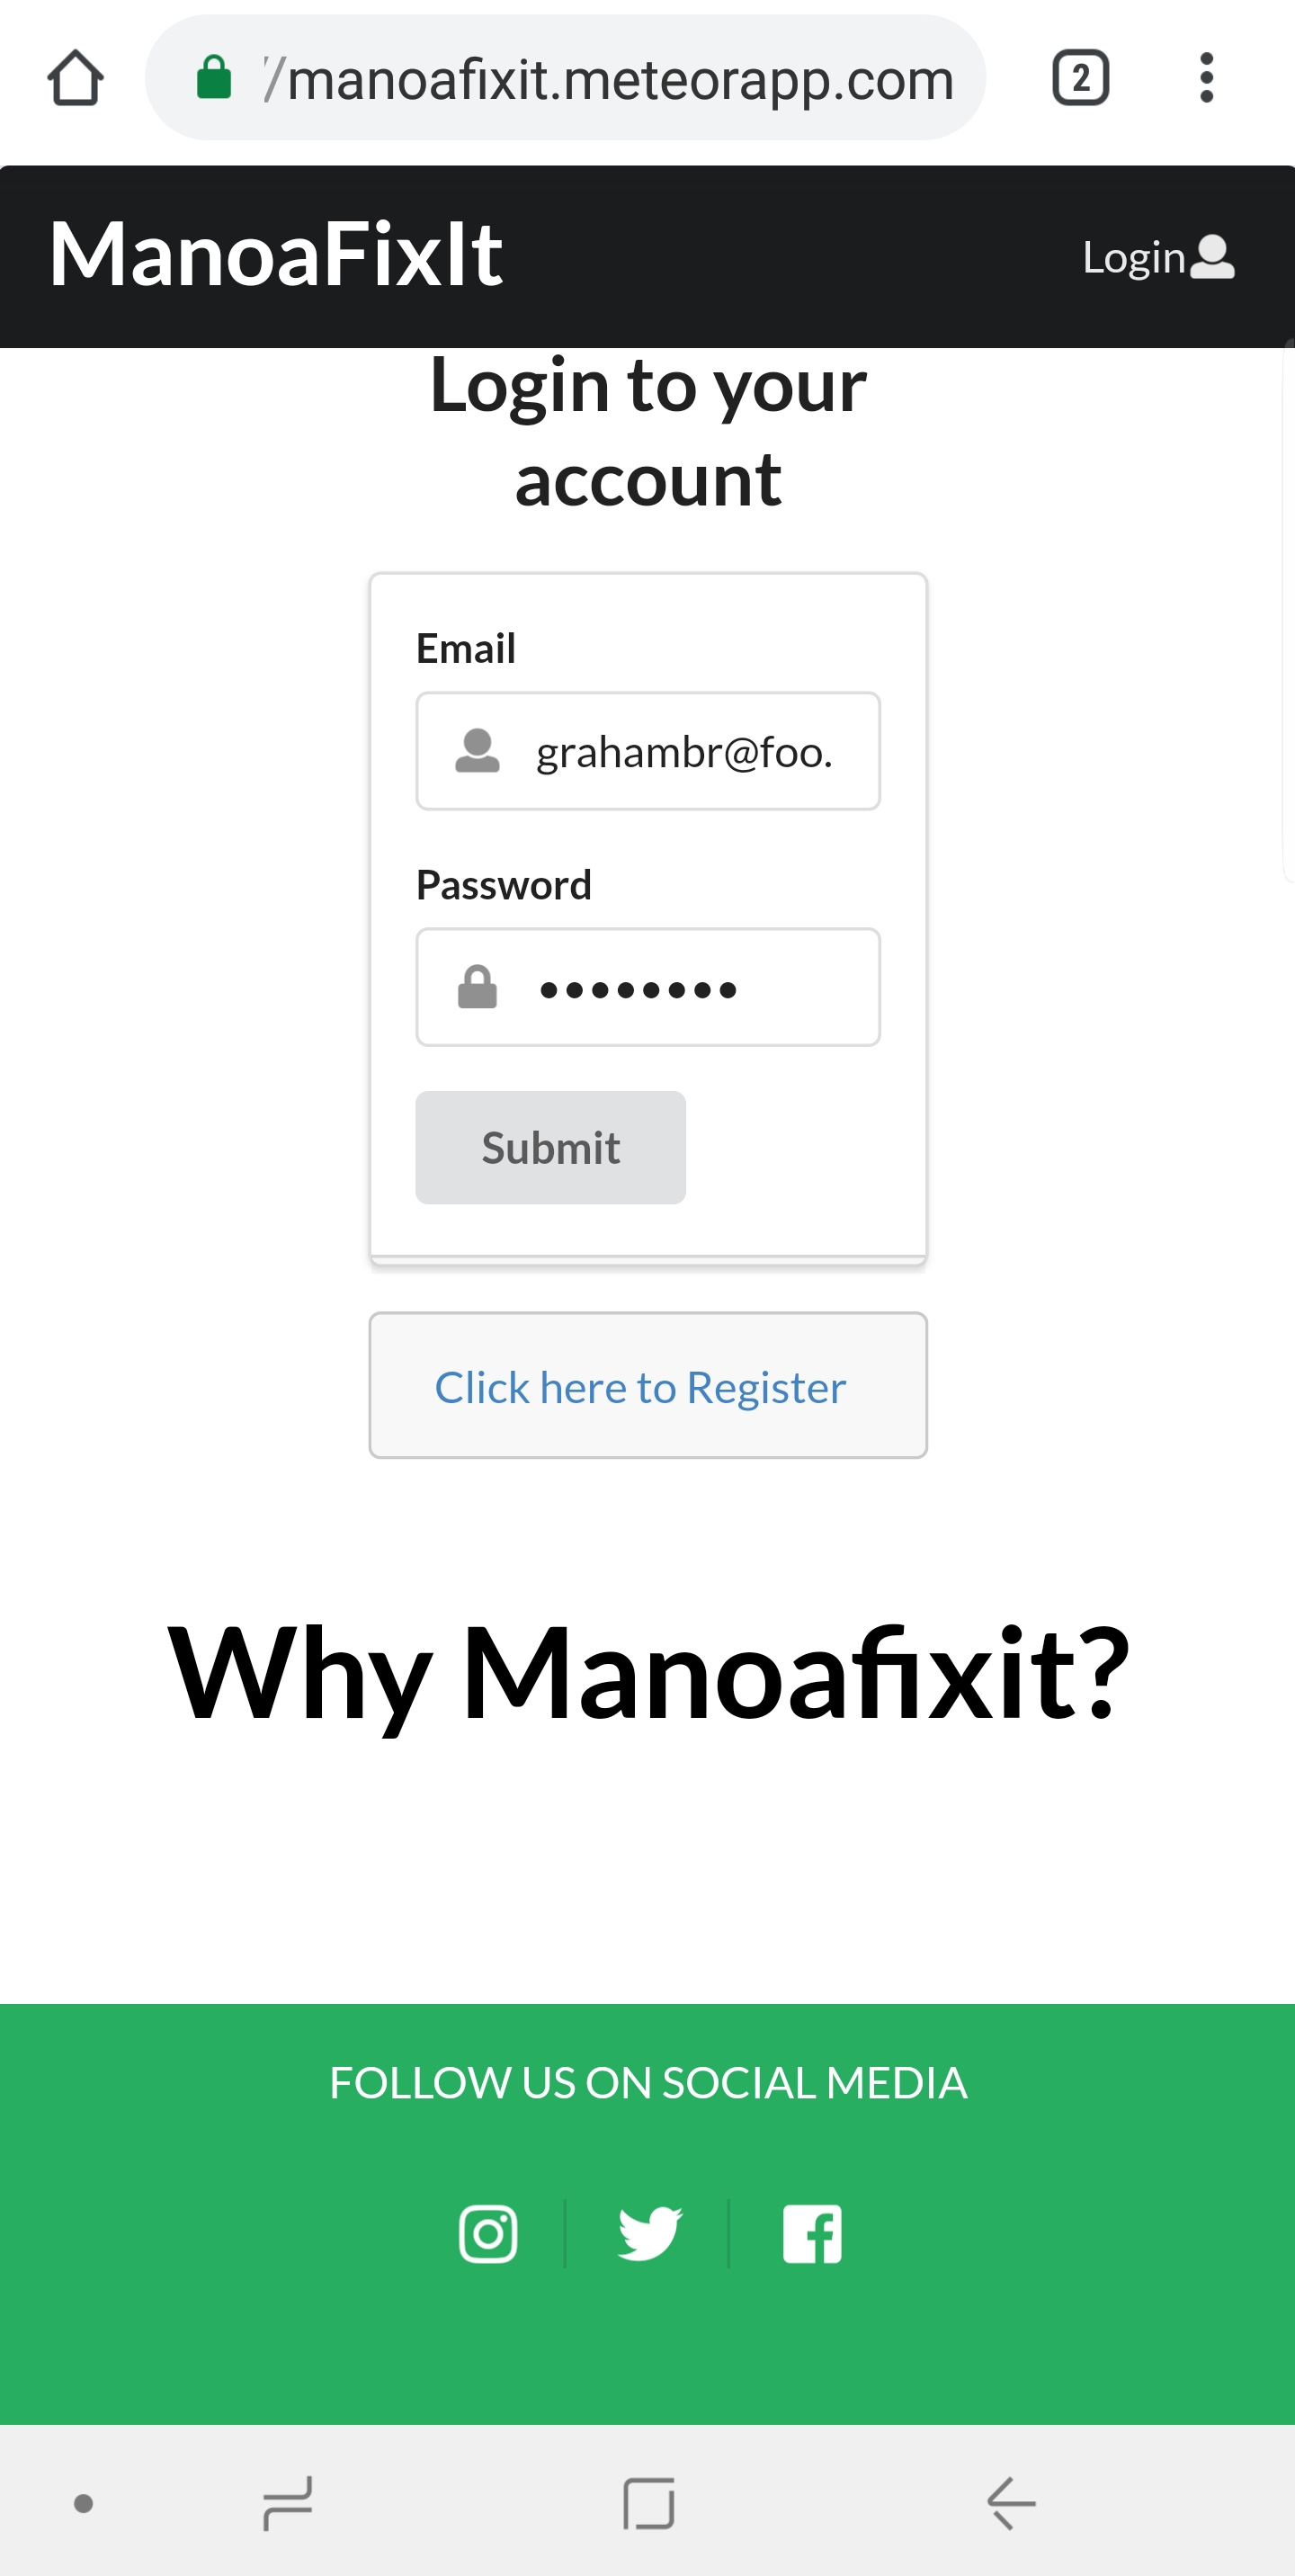 //manoafixit.meteorapp.com
2
ManoaFixIt
Login
Login to your
account
Email
grahambr@foo.
Password
••••••••
Submit
Click here to Register
Why Manoafixit?
FOLLOW US ON SOCIAL MEDIA